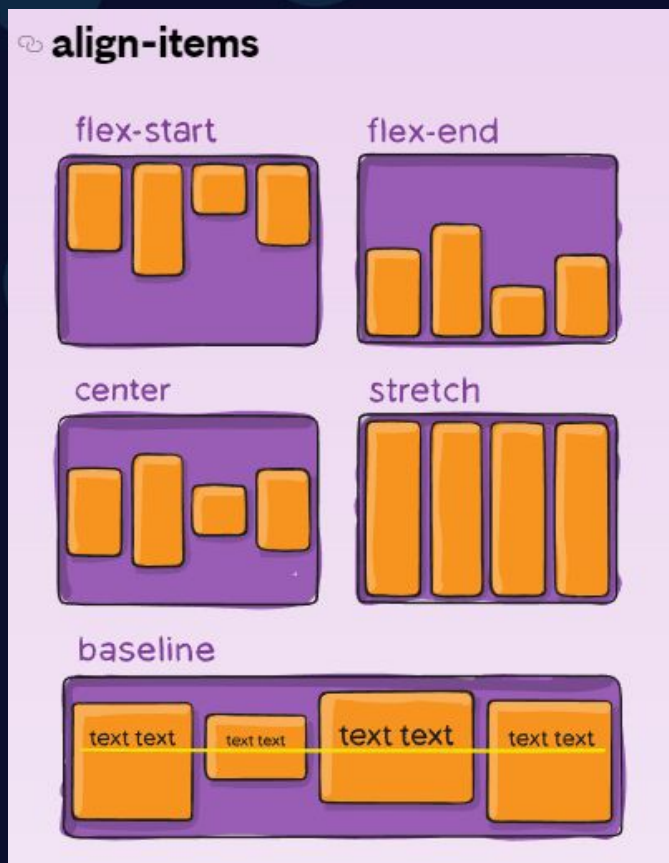 align-items
flex-start
flex-end
center
stretch
baseline
text text
text text
text text
text text